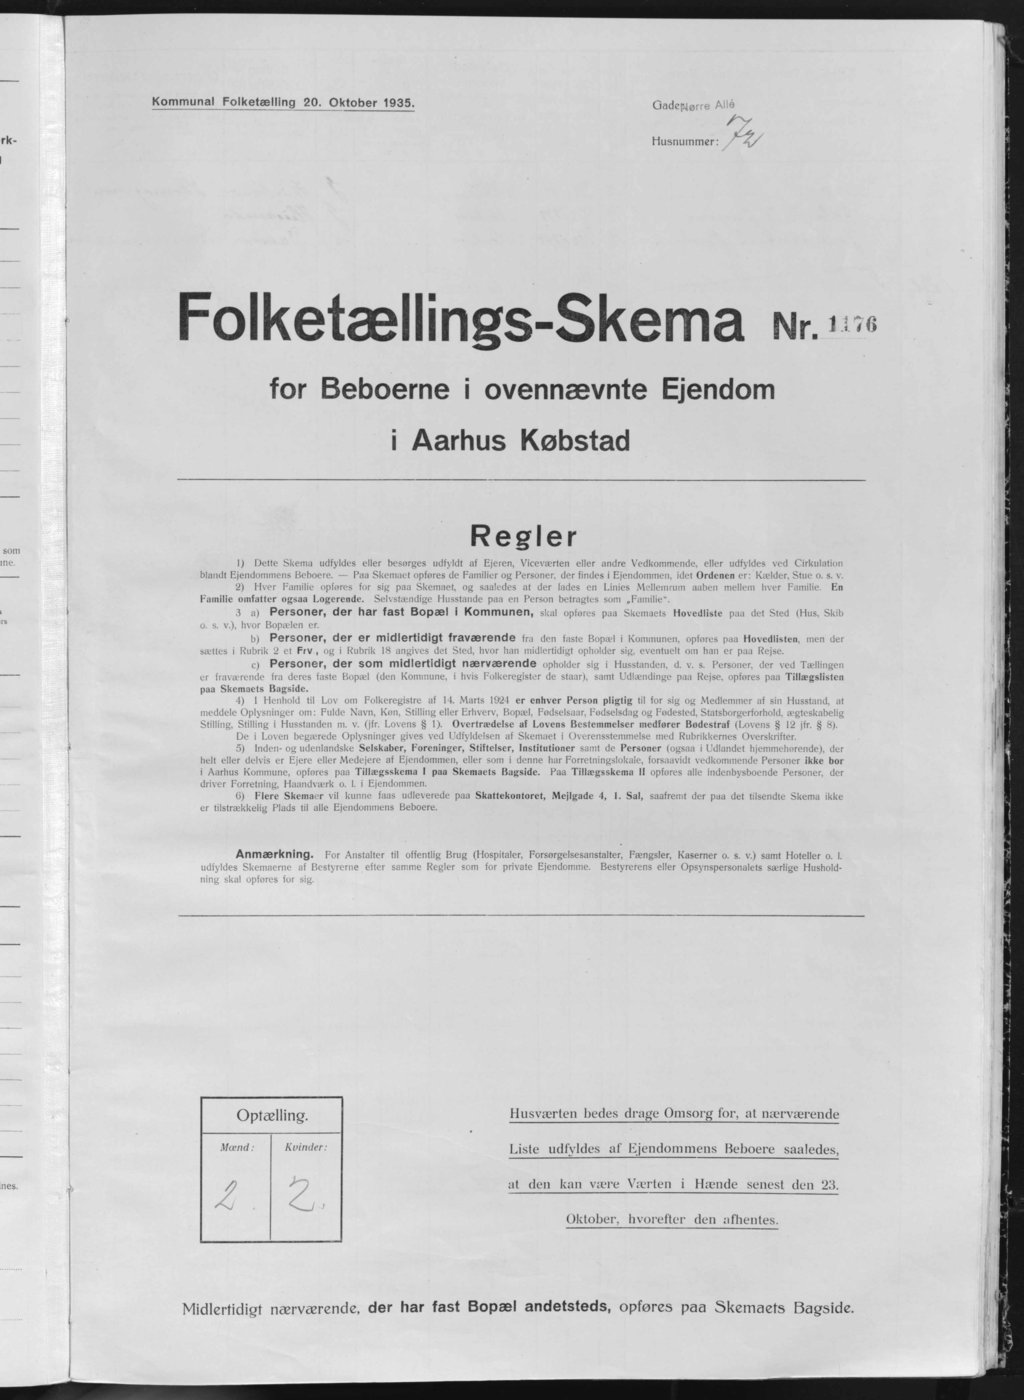 Kommunal Folketælling 20. Oktober 1935.
Gade: Nørre Allé
Husnummer: 72
Folketællings-Skema Nr. 1176
for Beboerne i ovennævnte Ejendom
i Aarhus Købstad
Regler
1) Dette Skema udfyldes eller besørges udfyldt af Ejeren, Viceværten eller andre Vedkommende, eller udfyldes ved Cirkulation
blandt Ejendommens Beboere. — Paa Skemaet opføres de Familier og Personer, der findes i Ejendommen, idet Ordenen er: Kælder, Stue o. s. v.
2) Hver Familie opføres for sig paa Skemaet, og saaledes at der lades en Linies Mellemrum aaben mellem hver Familie. En
Familie omfatter ogsaa Logerende. Selvstændige Husstande paa en Person betragtes som „Familie“.
3 a) Personer, der har fast Bopæl i Kommunen, skal opføres paa Skemaets Hovedliste paa det Sted (Hus, Skib
o. s. v.), hvor Bopælen er.
b) Personer, der er midlertidigt fraværende fra den faste Bopæl i Kommunen, opføres paa Hovedlisten, men der
sættes i Rubrik 2 et Frv., og i Rubrik 18 angives det Sted, hvor han midlertidigt opholder sig, eventuelt om han er paa Rejse.
c) Personer, der som midlertidigt nærværende opholder sig i Husstanden, d. v. s. Personer, der ved Tællingen
er fraværende fra deres faste Bopæl (den Kommune, i hvis Folkeregister de staar), samt Udlændinge paa Rejse, opføres paa Tillægslisten
paa Skemaets Bagside.
4) I Henhold til Lov om Folkeregistre af 14. Marts 1924 er enhver Person pligtig til for sig og Medlemmer af sin Husstand, at
meddele Oplysninger om: Fulde Navn, Køn, Stilling eller Erhverv, Bopæl, Fødselsaar, Fødselsdag og Fødested, Statsborgerforhold, ægteskabelig
Stilling, Stilling i Husstanden m. v. (jfr. Lovens § 1). Overtrædelse af Lovens Bestemmelser medfører Bødestraf (Lovens § 12 jfr. § 8).
De i Loven begærede Oplysninger gives ved Udfyldelsen af Skemaet i Overensstemmelse med Rubrikkernes Overskrifter.
5) Inden- og udenlandske Selskaber, Foreninger, Stiftelser, Institutioner samt de Personer (ogsaa i Udlandet hjemmehørende), der
helt eller delvis er Ejere eller Medejere af Ejendommen, eller som i denne har Forretningslokale, forsaavidt vedkommende Personer ikke bor
i Aarhus Kommune, opføres paa Tillægsskema I paa Skemaets Bagside. Paa Tillægsskema II opføres alle indenbysboende Personer, der
driver Forretning, Haandværk o. l. i Ejendommen.
6) Flere Skemaer vil kunne faas udleverede paa Skattekontoret, Mejlgade 4, 1. Sal, saafremt der paa det tilsendte Skema ikke
er tilstrækkelig Plads til alle Ejendommens Beboere.
Anmærkning. For Anstalter til offentlig Brug (Hospitaler, Forsørgelsesanstalter, Fængsler, Kaserner o. s. v.) samt Hoteller o. l.
udfyldes Skemaerne af Bestyrerne efter samme Regler som for private Ejendomme. Bestyrerens eller Opsynspersonalets særlige Hushold-
ning skal opføres for sig.
Optælling.
Mænd: Kvinder:
2. 2.
Husværten bedes drage Omsorg for, at nærværende
Liste udfyldes af Ejendommens Beboere saaledes,
at den kan være Værten i Hænde senest den 23.
Oktober, hvorefter den afhentes.
Midlertidigt nærværende, der har fast Bopæl andetsteds, opføres paa Skemaets Bagside.